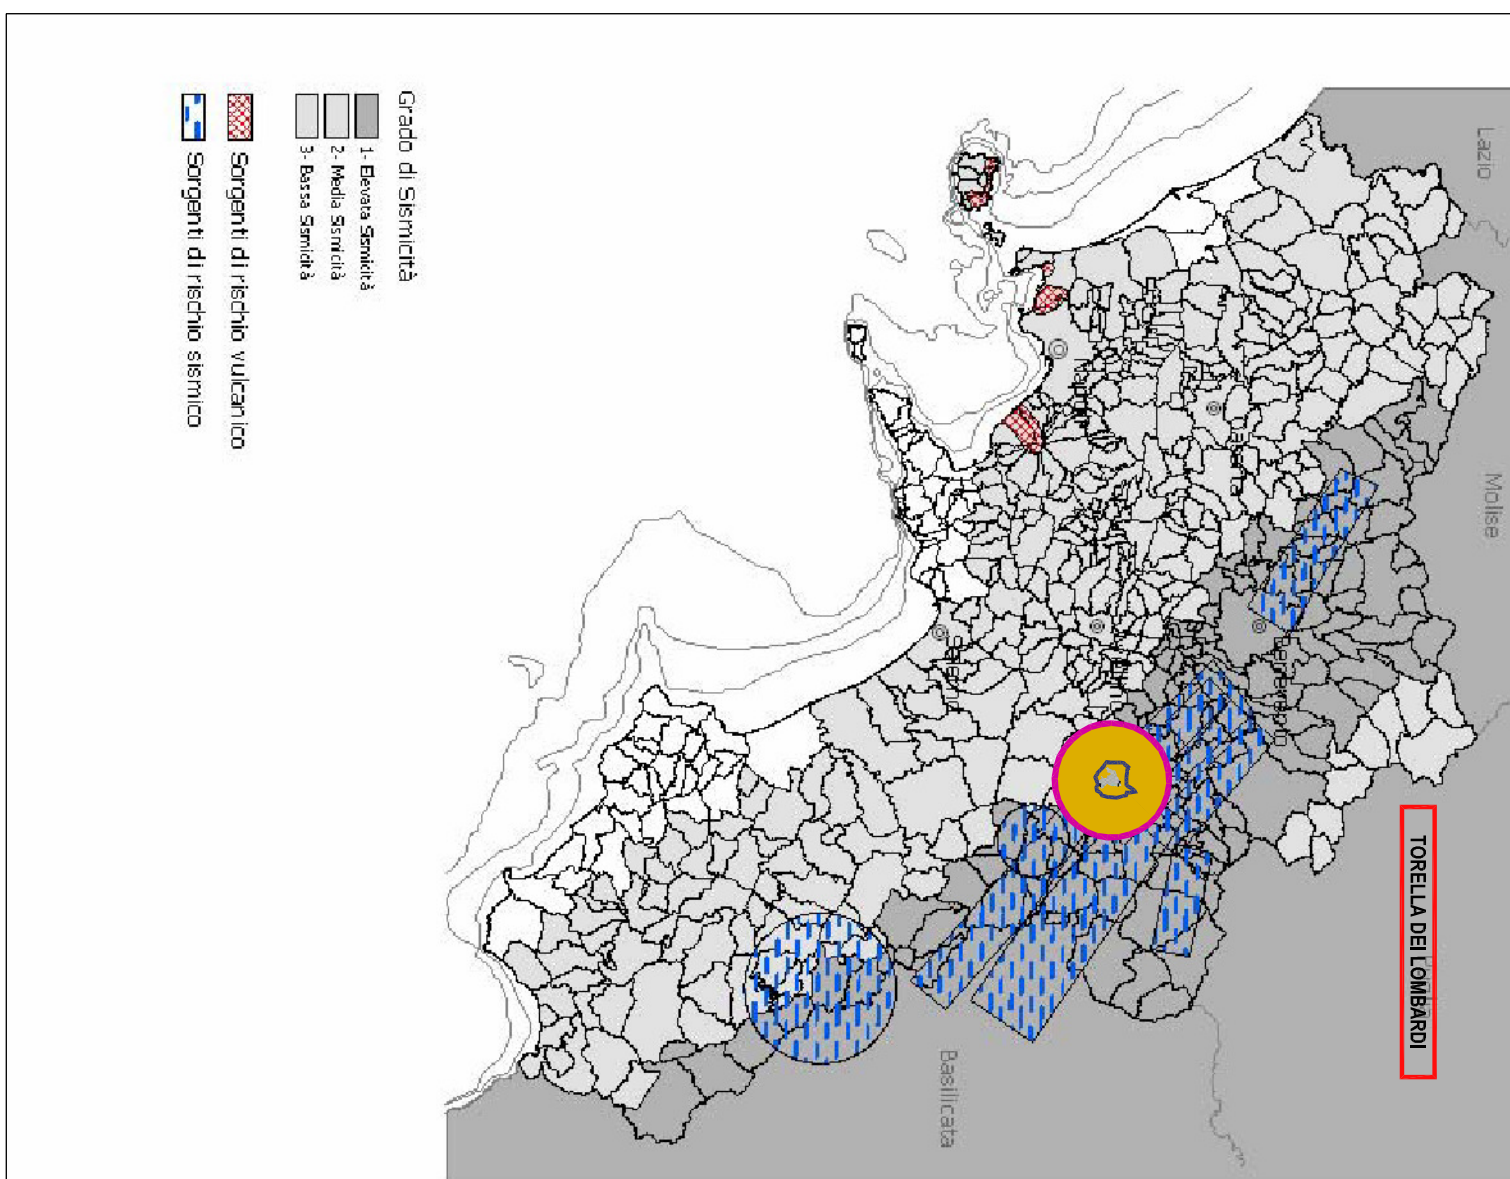 Lazio
Molise
Grado di Sismicità
1- Elevata Sismicità
2- Media Sismicità
3- Bassa Sismicità
Sorgenti di rischio vulcanico
Sorgenti di rischio sismico
TORELLA DEI LOMBARDI
Basilicata